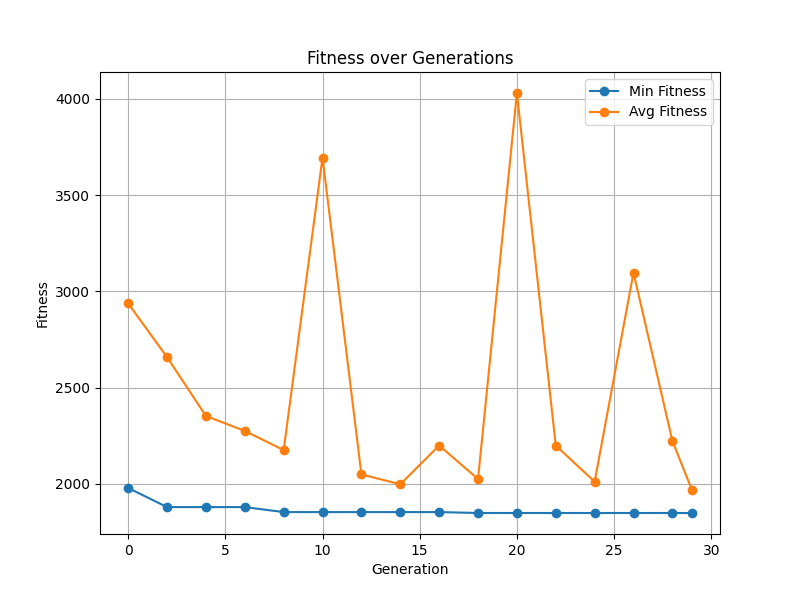 Fitness over Generations
Min Fitness
Avg Fitness
4000
3500
3000
2500
2000
Fitness
0 5 10 15 20 25 30
Generation